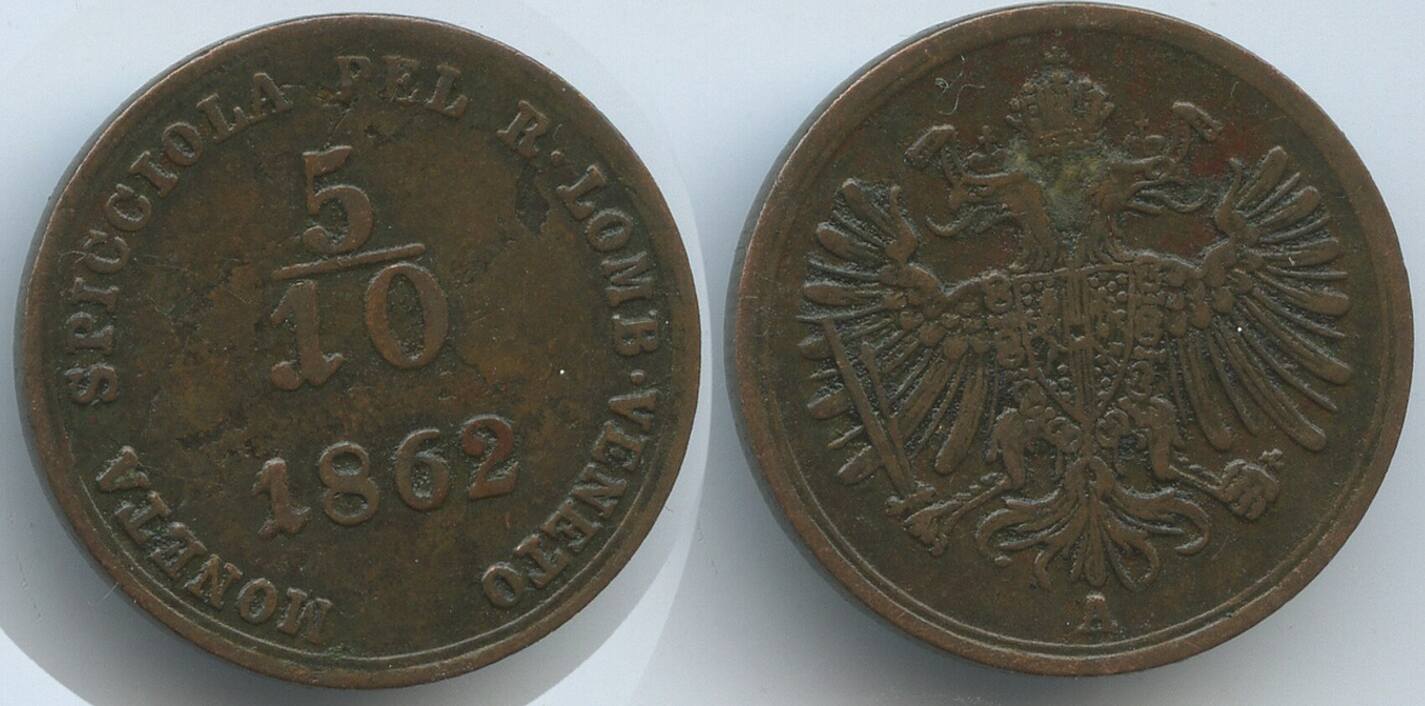 MONETA SPICCIOLA PEL R. LOMB. VENETO
5
10
1862
A